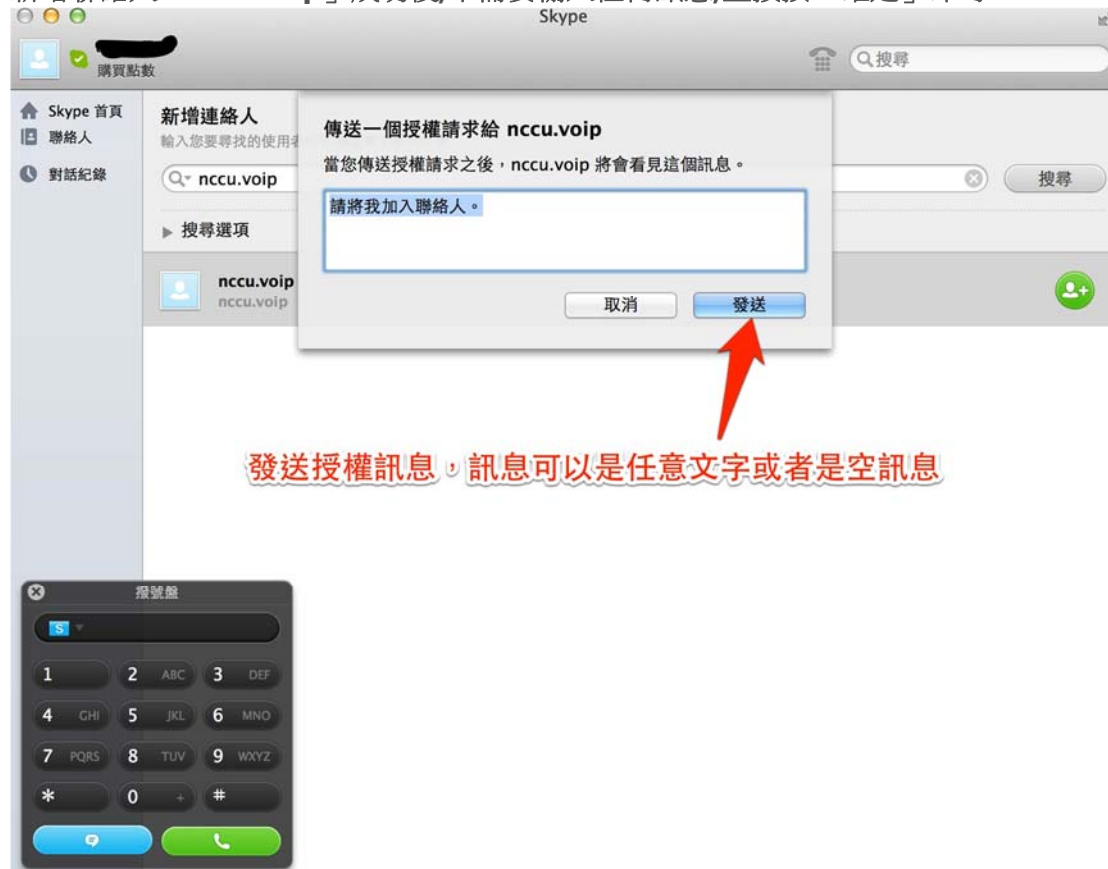 Skype
購買點數
搜尋
Skype 首頁
聯絡人
對話紀錄
新增連絡人
輸入您要尋找的使用者
nccu.voip
搜尋
搜尋選項
nccu.voip
nccu.voip
傳送一個授權請求給 nccu.voip
當您傳送授權請求之後，nccu.voip 將會看見這個訊息。
請將我加入聯絡人。
取消
發送
發送授權訊息，訊息可以是任意文字或者是空訊息
撥號盤
S
1
2 ABC
3 DEF
4 GHI
5 JKL
6 MNO
7 PQRS
8 TUV
9 WXYZ
*
0 +
#